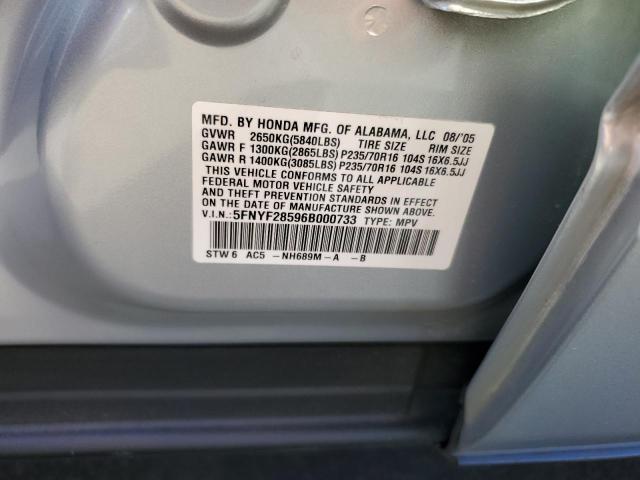 MFD. BY HONDA MFG. OF ALABAMA, LLC 08/'05
GVWR 2650KG(5840LBS) TIRE SIZE RIM SIZE
GAWR F 1300KG(2865LBS) P235/70R16 104S 16X6.5JJ
GAWR R 1400KG(3085LBS) P235/70R16 104S 16X6.5JJ
THIS VEHICLE CONFORMS TO ALL APPLICABLE
FEDERAL MOTOR VEHICLE SAFETY
AND THEFT PREVENTION STANDARDS
IN EFFECT ON THE DATE OF
MANUFACTURE SHOWN ABOVE.
V.I.N.: 5FNYF28596B000733 TYPE: MPV
STW6 AC5 -NH689M-A -B